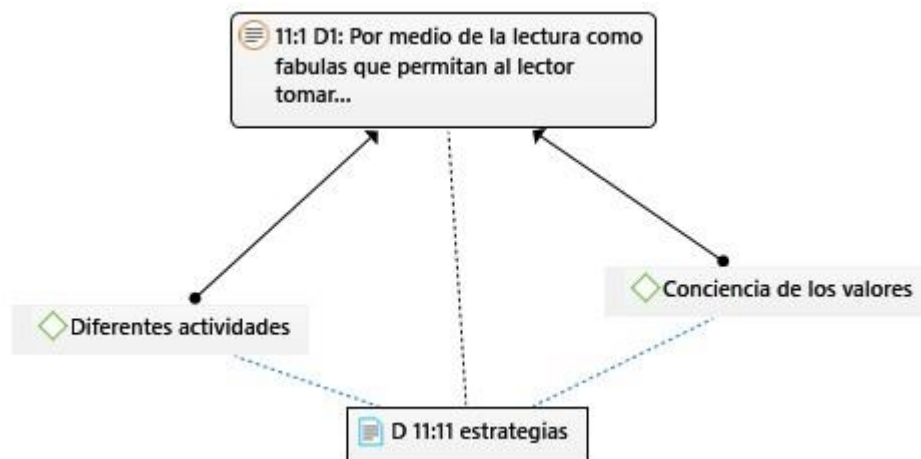 11:1 D1: Por medio de la lectura como
fabulas que permitan al lector
tomar...
Conciencia de los valores
Diferentes actividades
D 11:11 estrategias